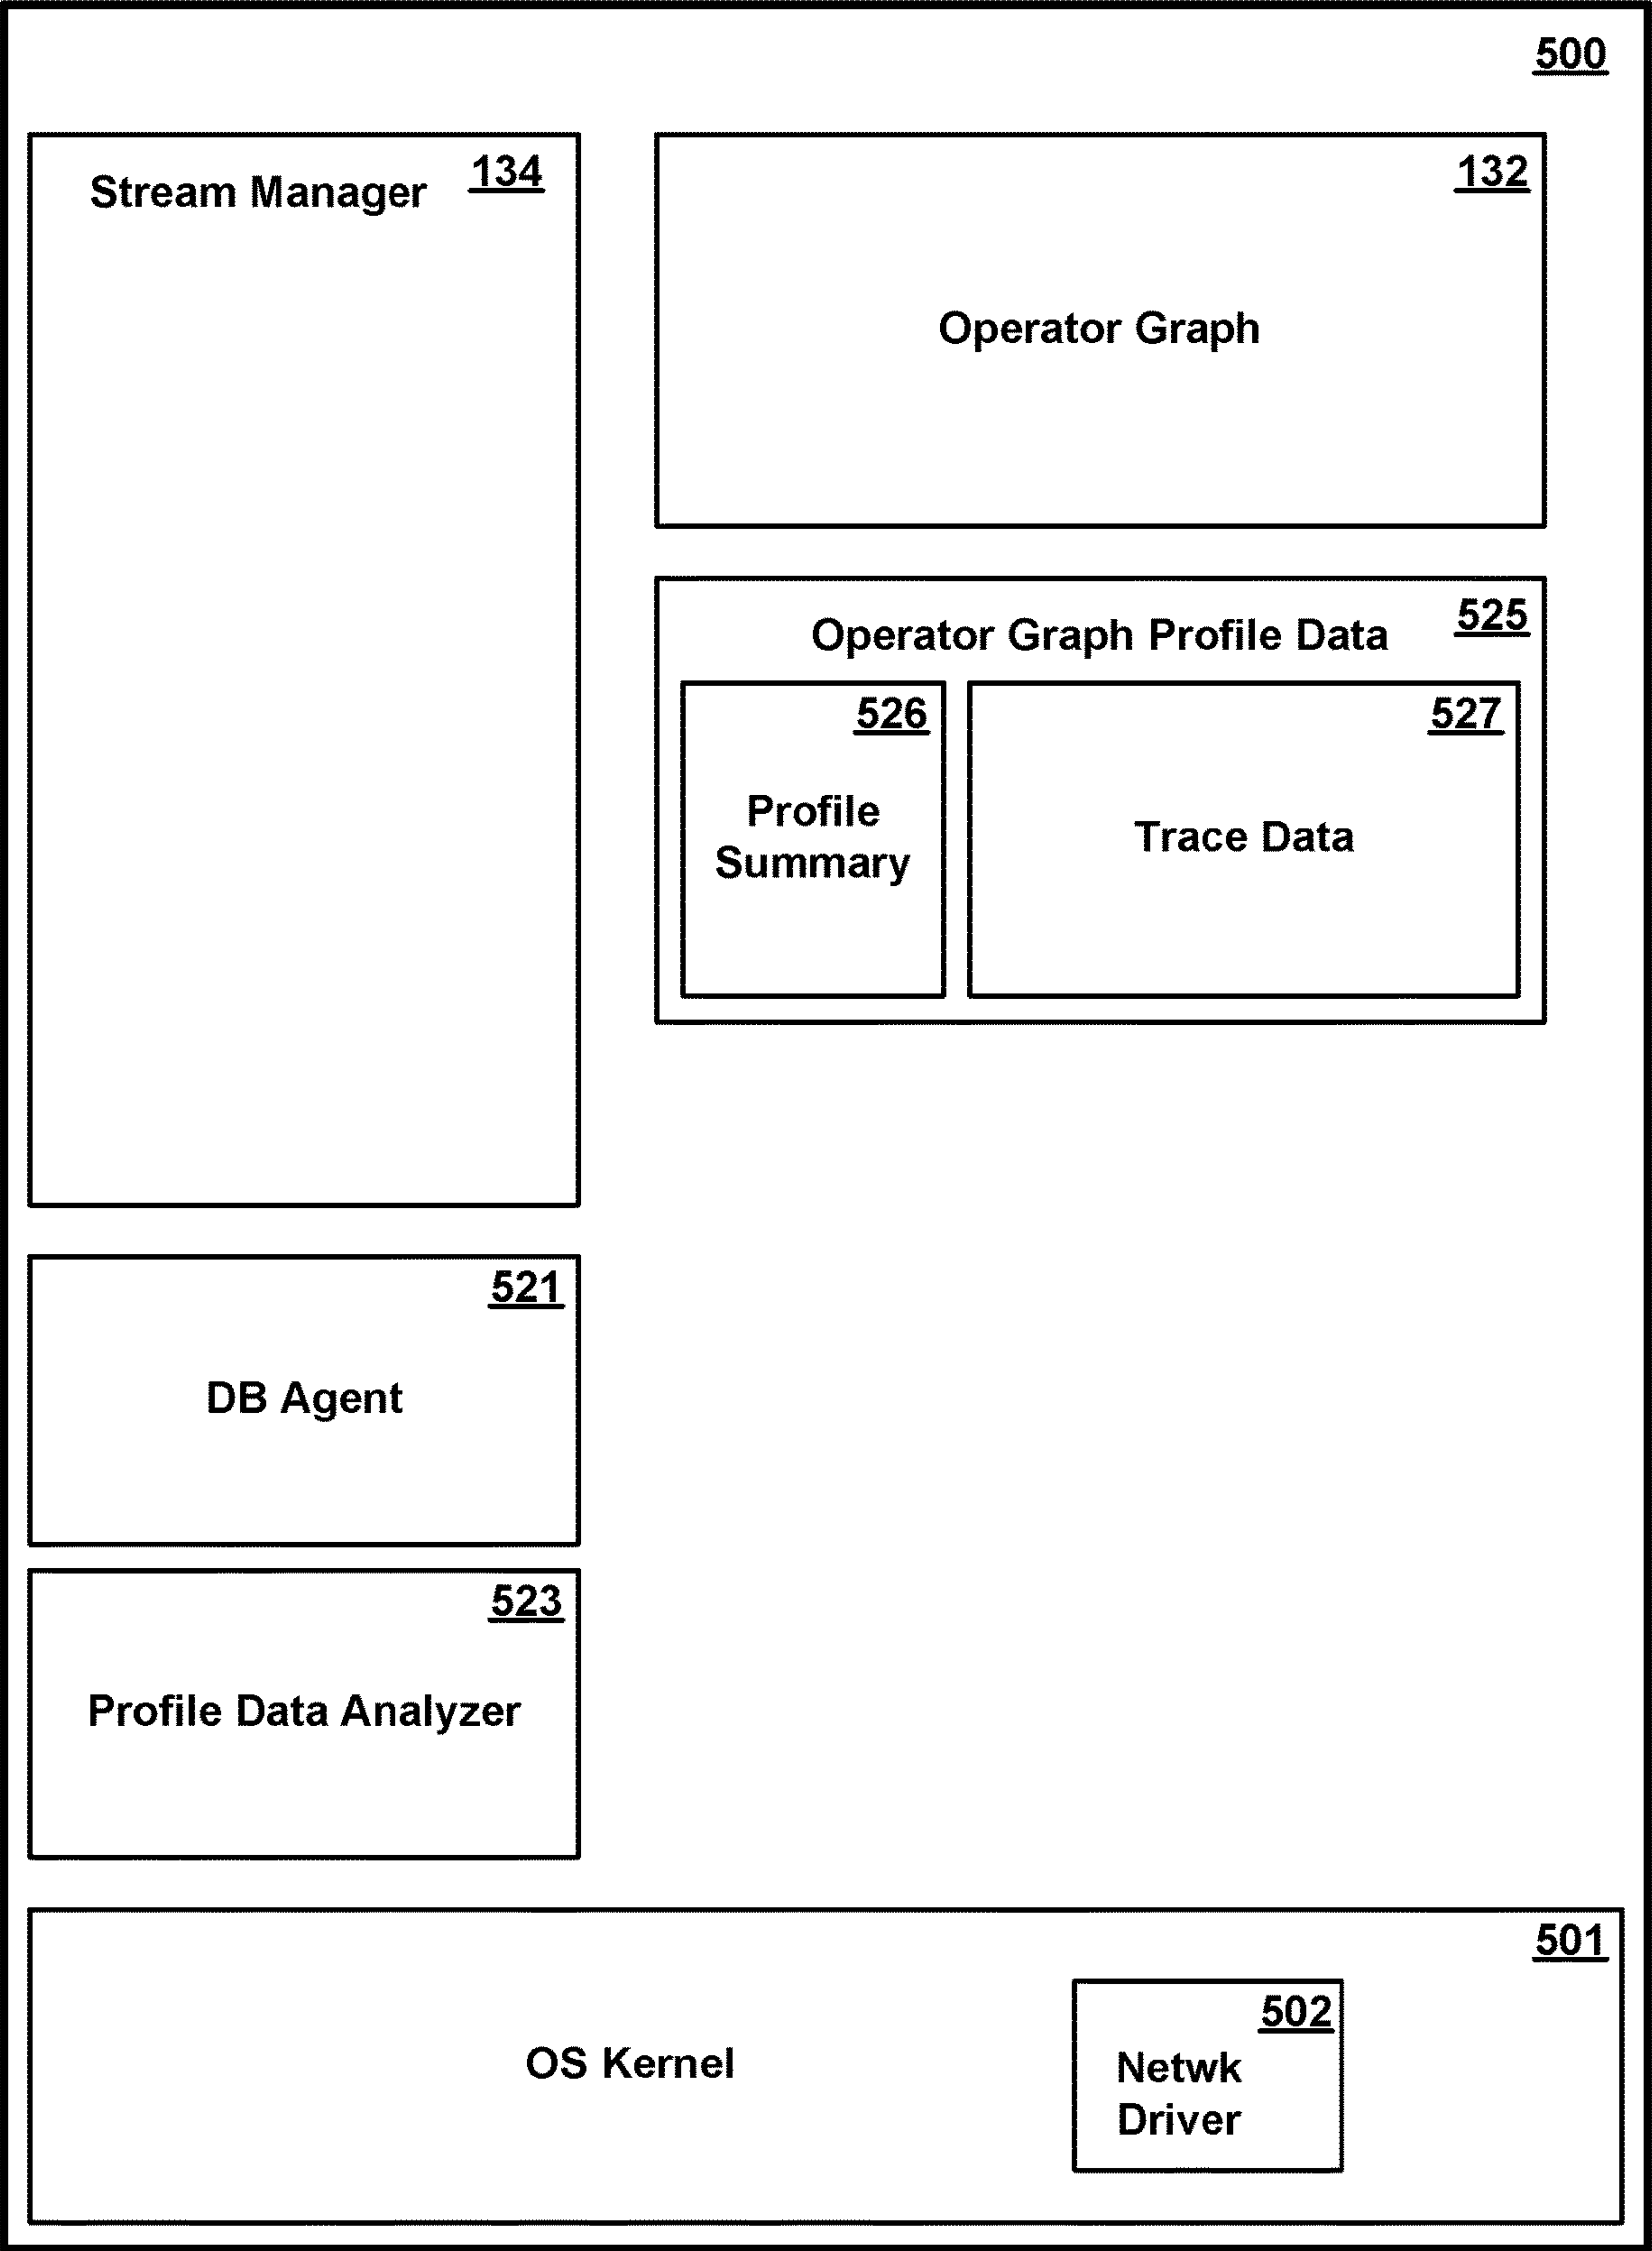 500
Stream Manager 134
132
Operator Graph
525
Operator Graph Profile Data
526
Profile
Summary
527
Trace Data
521
DB Agent
523
Profile Data Analyzer
501
OS Kernel
502
Netwk
Driver